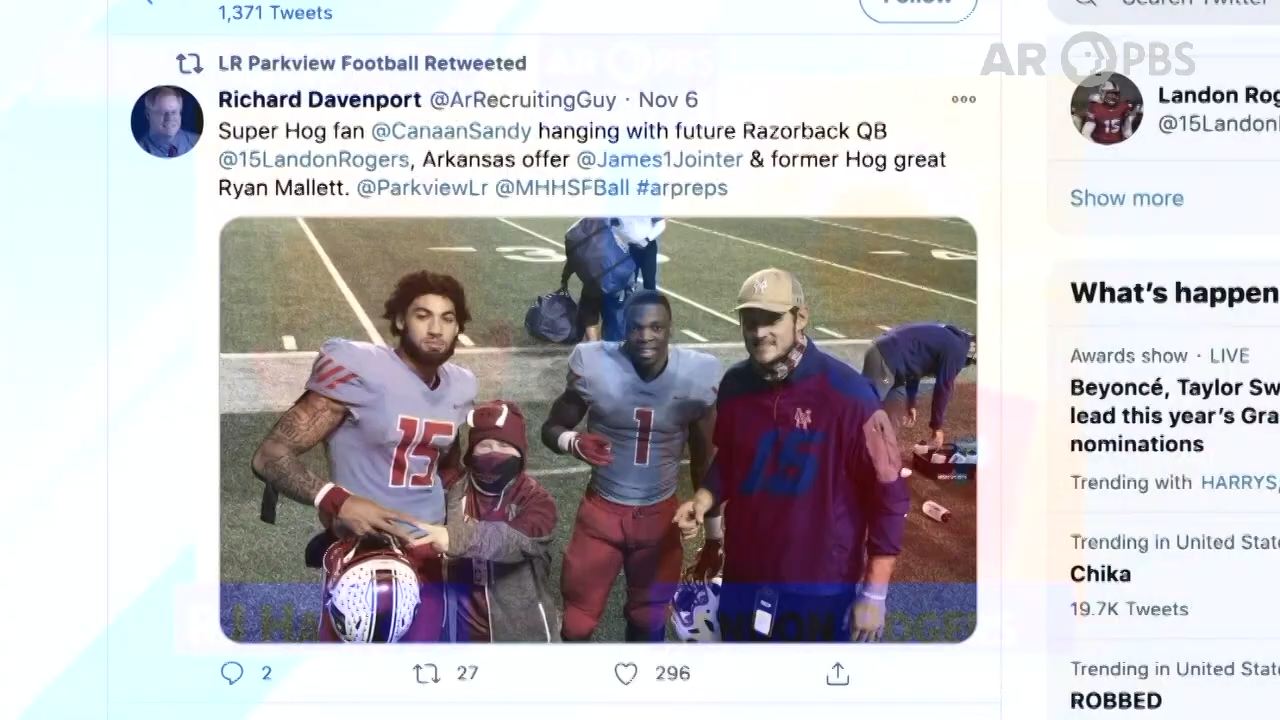 1,371 Tweets
Follow
Search Twitter
LR Parkview Football Retweeted
AR PBS
Richard Davenport @ArRecruitingGuy · Nov 6
Super Hog fan @CanaanSandy hanging with future Razorback QB
@15LandonRogers, Arkansas offer @James1Jointer & former Hog great
Ryan Mallett. @ParkviewLr @MHHSFBall #arpreps
Landon Rog
@15Landon
Show more
15
1
15
What's happen
Awards show · LIVE
Beyoncé, Taylor Sw
lead this year's Gra
nominations
Trending with HARRYS,
Trending in United State
Chika
19.7K Tweets
Trending in United State
ROBBED
2
27
296